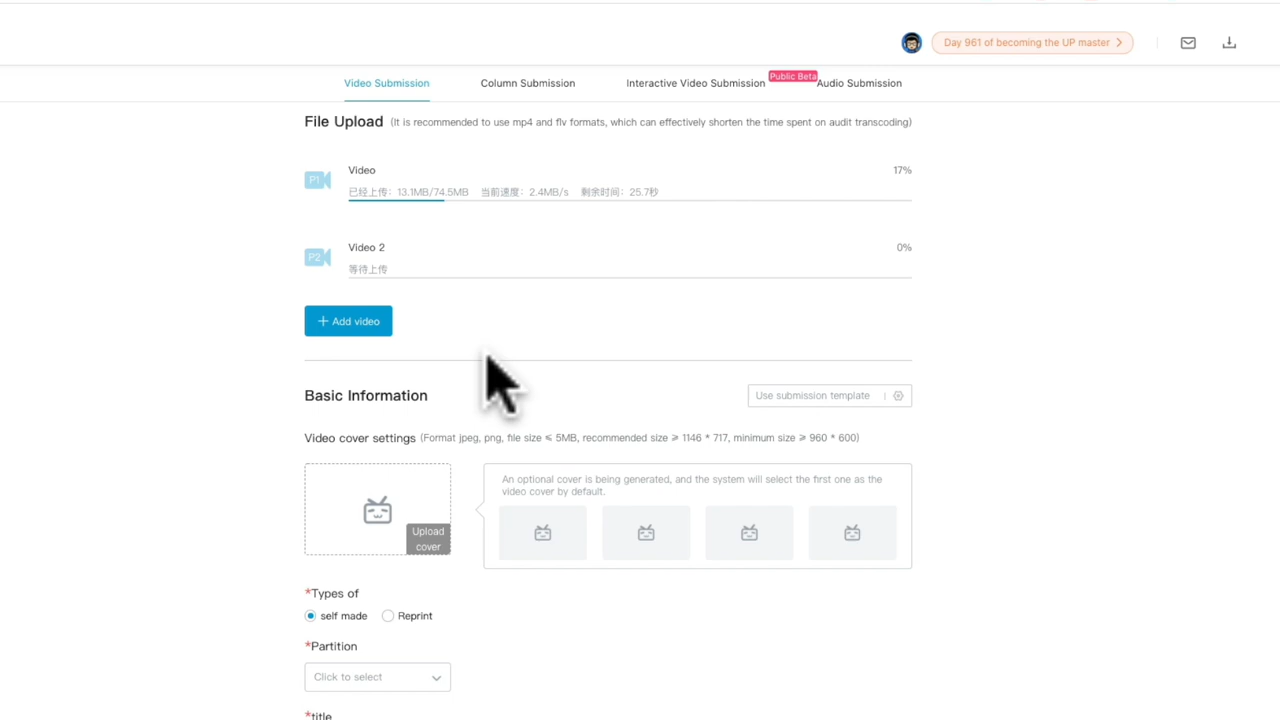 Day 961 of becoming the UP master
Video Submission
Column Submission
Interactive Video Submission
Public Beta
Audio Submission
File Upload (It is recommended to use mp4 and flv formats, which can effectively shorten the time spent on audit transcoding)
P1
Video
17%
已经上传：13.1MB/74.5MB 当前速度：2.4MB/s 剩余时间：25.7秒
P2
Video 2
0%
等待上传
+ Add video
Basic Information
Use submission template
Video cover settings (Format jpeg, png, file size ≤ 5MB, recommended size ≥ 1146 * 717, minimum size ≥ 960 * 600)
Upload
cover
An optional cover is being generated, and the system will select the first one as the
video cover by default.
*Types of
self made
Reprint
*Partition
Click to select
*title